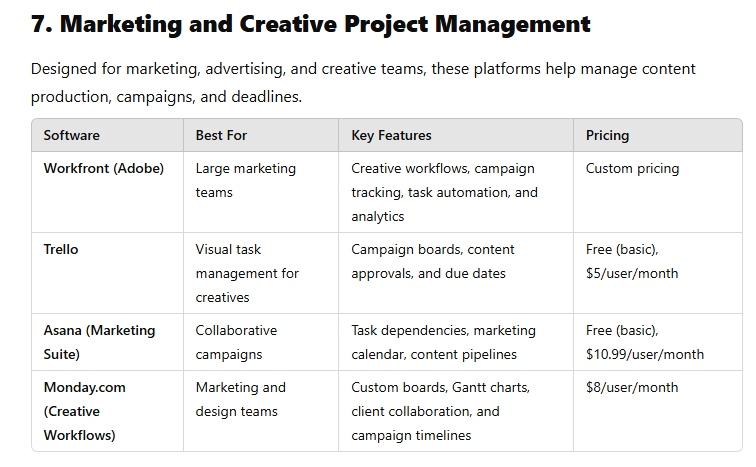 7. Marketing and Creative Project Management
Designed for marketing, advertising, and creative teams, these platforms help manage content
production, campaigns, and deadlines.
Software Best For Key Features Pricing
Workfront (Adobe) Large marketing Creative workflows, campaign Custom pricing
teams tracking, task automation, and
analytics
Trello Visual task Campaign boards, content Free (basic),
management for approvals, and due dates $5/user/month
creatives
Asana (Marketing Collaborative Task dependencies, marketing Free (basic),
Suite) campaigns calendar, content pipelines $10.99/user/month
Monday.com Marketing and Custom boards, Gantt charts, $8/user/month
(Creative design teams client collaboration, and
Workflows) campaign timelines